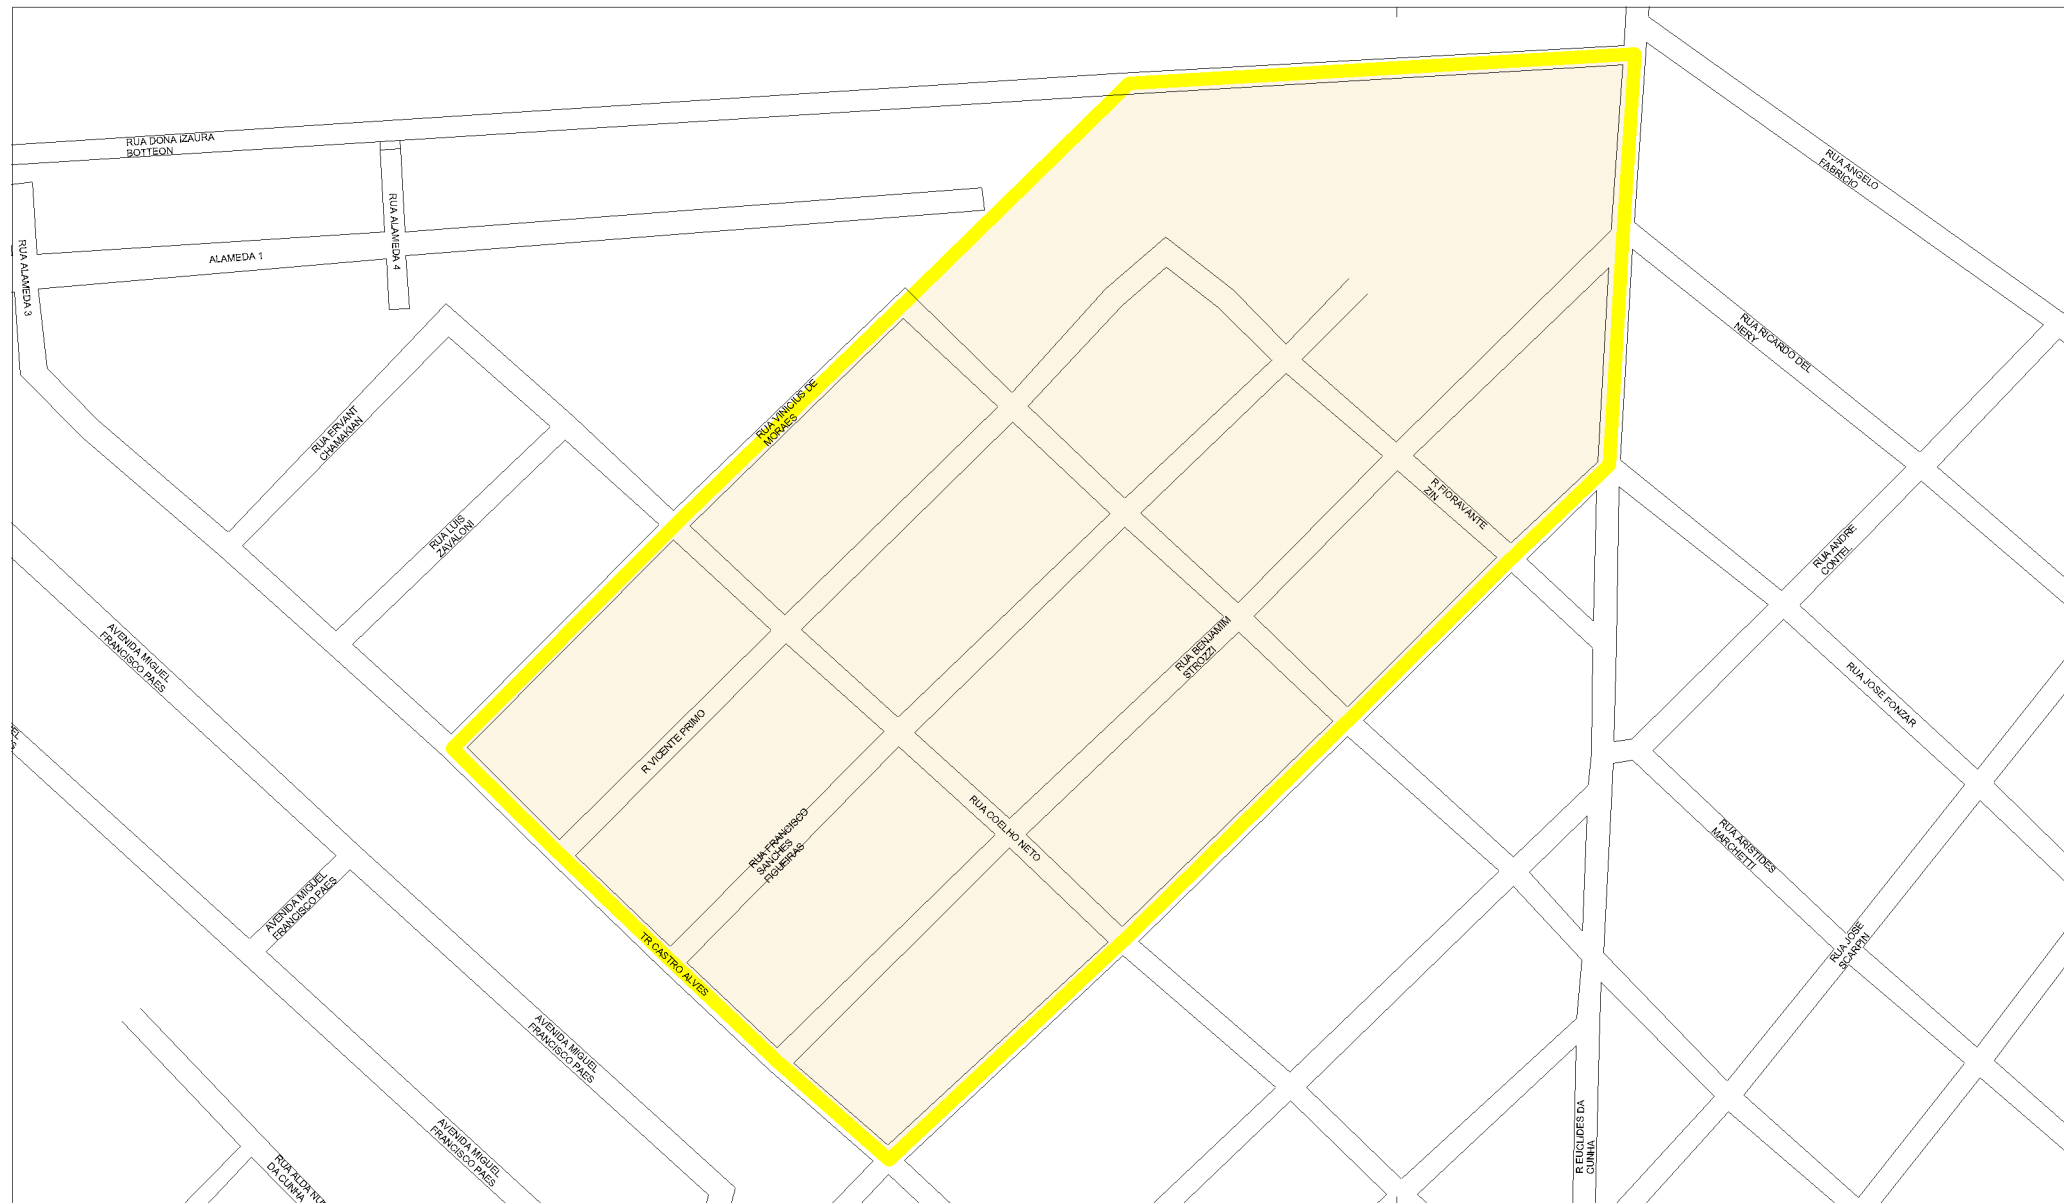 RUA DONA IZAURA
BOTTEON
RUA ANGELO
FABRICIO
RUA ALAMEDA 4
RUA ALAMEDA 3
ALAMEDA 1
RUA RICARDO DEL
NERY
RUA VINICIUS DE
MORAES
RUA ERVANT
CHAMAKIAN
R FIORAVANTE
ZIN
RUA LUIS
ZAVALONI
RUA ANDRE
CONTEL
AVENIDA MIGUEL
FRANCISCO PAES
RUA BENJAMIM
STROZZI
RUA JOSE FONZAR
R VICENTE PRIMO
RUA COELHO NETO
RUA FRANCISCO
SANCHES
FIGUEIRAS
RUA ARISTIDES
MARCHETTI
AVENIDA MIGUEL
FRANCISCO PAES
RUA JOSE
SCARPIN
TR CASTRO ALVES
AVENIDA MIGUEL
FRANCISCO PAES
AVENIDA MIGUEL
FRANCISCO PAES
R EUCLIDES DA
CUNHA
RUA ALDA
DA CUNHA